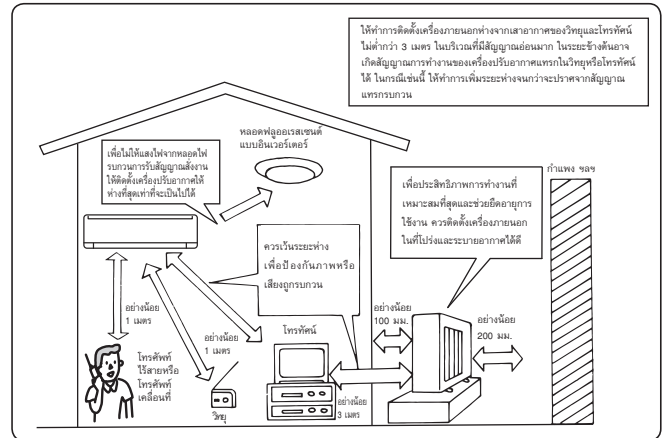 ให้ทำการติดตั้งเครื่องภายนอกห่างจากเสาอากาศของวิทยุและโทรทัศน์
ไม่ต่ำกว่า 3 เมตร ในบริเวณที่มีสัญญาณอ่อนมาก ในระยะข้างต้นอาจ
เกิดสัญญาณการทำงานของเครื่องปรับอากาศแทรกในวิทยุหรือโทรทัศน์
ได้ ในกรณีเช่นนี้ ให้ทำการเพิ่มระยะห่างจนกว่าจะปราศจากสัญญาณ
แทรกรบกวน
หลอดฟลูออเรสเซนต์
แบบอินเวอร์เตอร์
เพื่อไม่ให้แสงไฟจากหลอดไฟ
รบกวนการรับสัญญาณสั่งงาน
ให้ติดตั้งเครื่องปรับอากาศให้
ห่างที่สุดเท่าที่จะเป็นไปได้
กำแพง ฯลฯ
เพื่อประสิทธิภาพการทำงานที่
เหมาะสมที่สุดและช่วยยืดอายุการ
ใช้งาน ควรติดตั้งเครื่องภายนอก
ในที่โปร่งและระบายอากาศได้ดี
ควรเว้นระยะห่าง
เพื่อป้องกันภาพหรือ
เสียงถูกรบกวน
อย่างน้อย
1 เมตร
อย่างน้อย
1 เมตร
โทรทัศน์
อย่างน้อย
100 มม.
อย่างน้อย
200 มม.
โทรศัพท์
ไร้สายหรือ
โทรศัพท์
เคลื่อนที่
วิทยุ
อย่างน้อย
3 เมตร